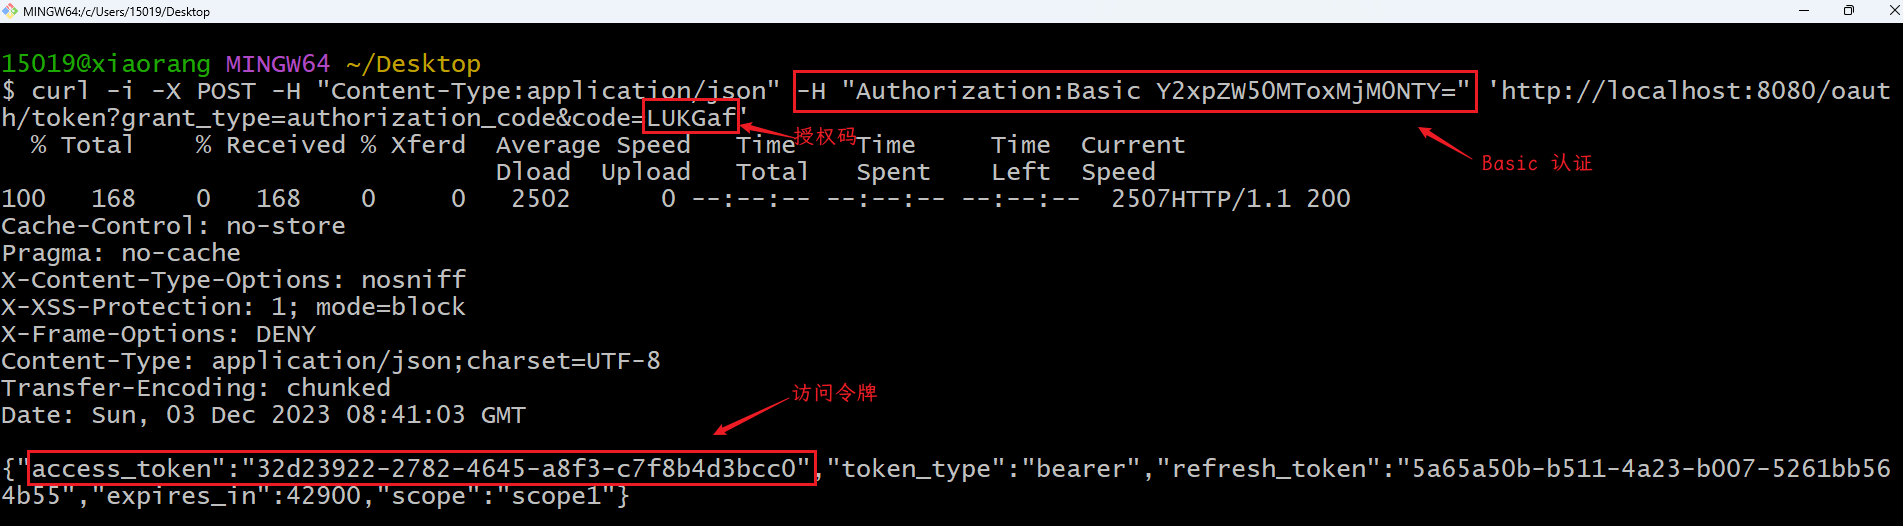 MINGW64:/c/Users/15019/Desktop
15019@xiaorang MINGW64 ~/Desktop
$ curl -i -X POST -H "Content-Type:application/json" -H "Authorization:Basic Y2xpZW50MToxMjM0NTY=" 'http://localhost:8080/oaut
h/token?grant_type=authorization_code&code=LUKGaf'
授权码
Basic 认证
% Total % Received % Xferd Average Speed Time Time Time Current
Dload Upload Total Spent Left Speed
100 168 0 168 0 0 2502 0 --:--:-- --:--:-- --:--:-- 2507HTTP/1.1 200
Cache-Control: no-store
Pragma: no-cache
X-Content-Type-Options: nosniff
X-XSS-Protection: 1; mode=block
X-Frame-Options: DENY
Content-Type: application/json;charset=UTF-8
Transfer-Encoding: chunked
Date: Sun, 03 Dec 2023 08:41:03 GMT
访问令牌
{"access_token":"32d23922-2782-4645-a8f3-c7f8b4d3bcc0","token_type":"bearer","refresh_token":"5a65a50b-b511-4a23-b007-5261bb56
4b55","expires_in":42900,"scope":"scope1"}